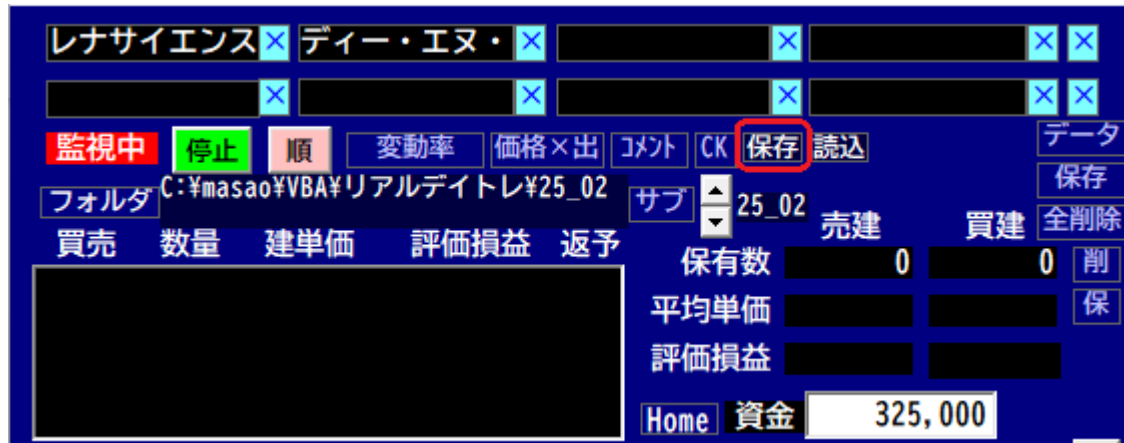 レナサイエンス × ディー・エヌ・ × × × ×
× × × × ×
監視中 停止 順 変動率 価格×出 コメント CK 保存 読込 データ
フォルダ C:¥masao¥VBA¥リアルデイトレ¥25_02 サブ 25_02 保存
買売 数量 建単価 評価損益 返予 売建 買建 全削除
保有数 0 0 削
平均単価 保
評価損益
Home 資金 325,000